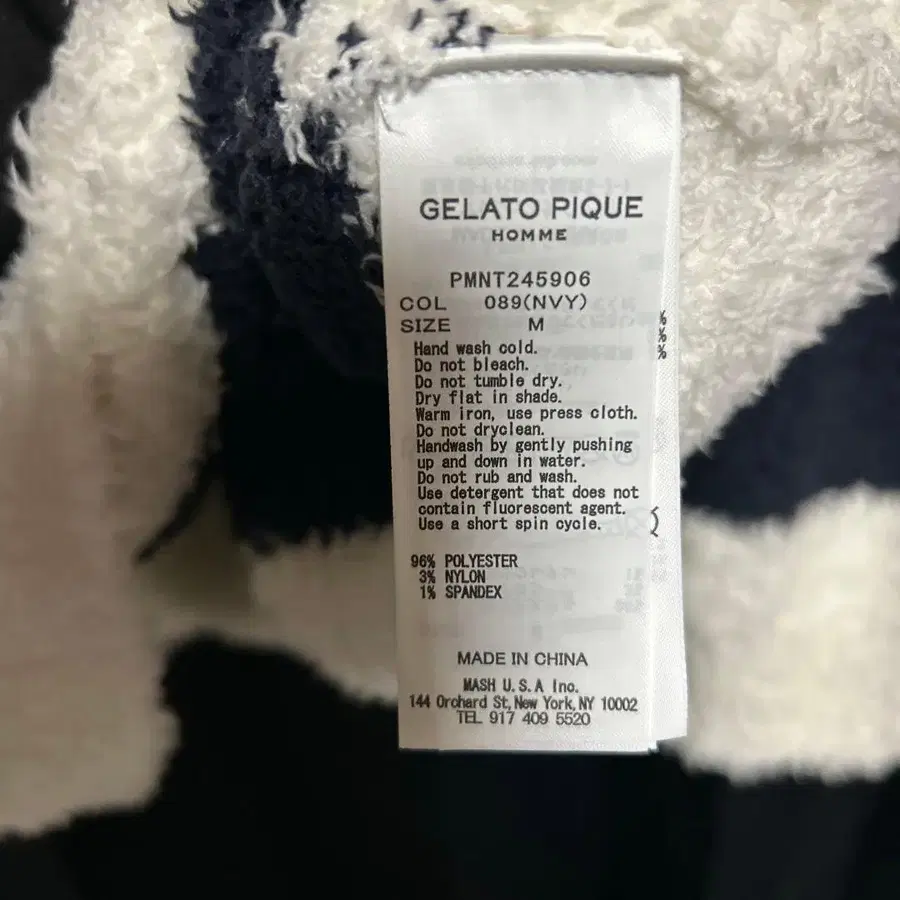 GELATO PIQUE
HOMME
PMNT245906
COL 089(NVY)
SIZE M
Hand wash cold.
Do not bleach.
Do not tumble dry.
Dry flat in shade.
Warm iron, use press cloth.
Do not dryclean.
Handwash by gently pushing
up and down in water.
Do not rub and wash.
Use detergent that does not
contain fluorescent agent.
Use a short spin cycle.
96% POLYESTER
3% NYLON
1% SPANDEX
MADE IN CHINA
MASH U.S.A Inc.
144 Orchard St, New York, NY 10002
TEL 917 409 5520
%
%
%